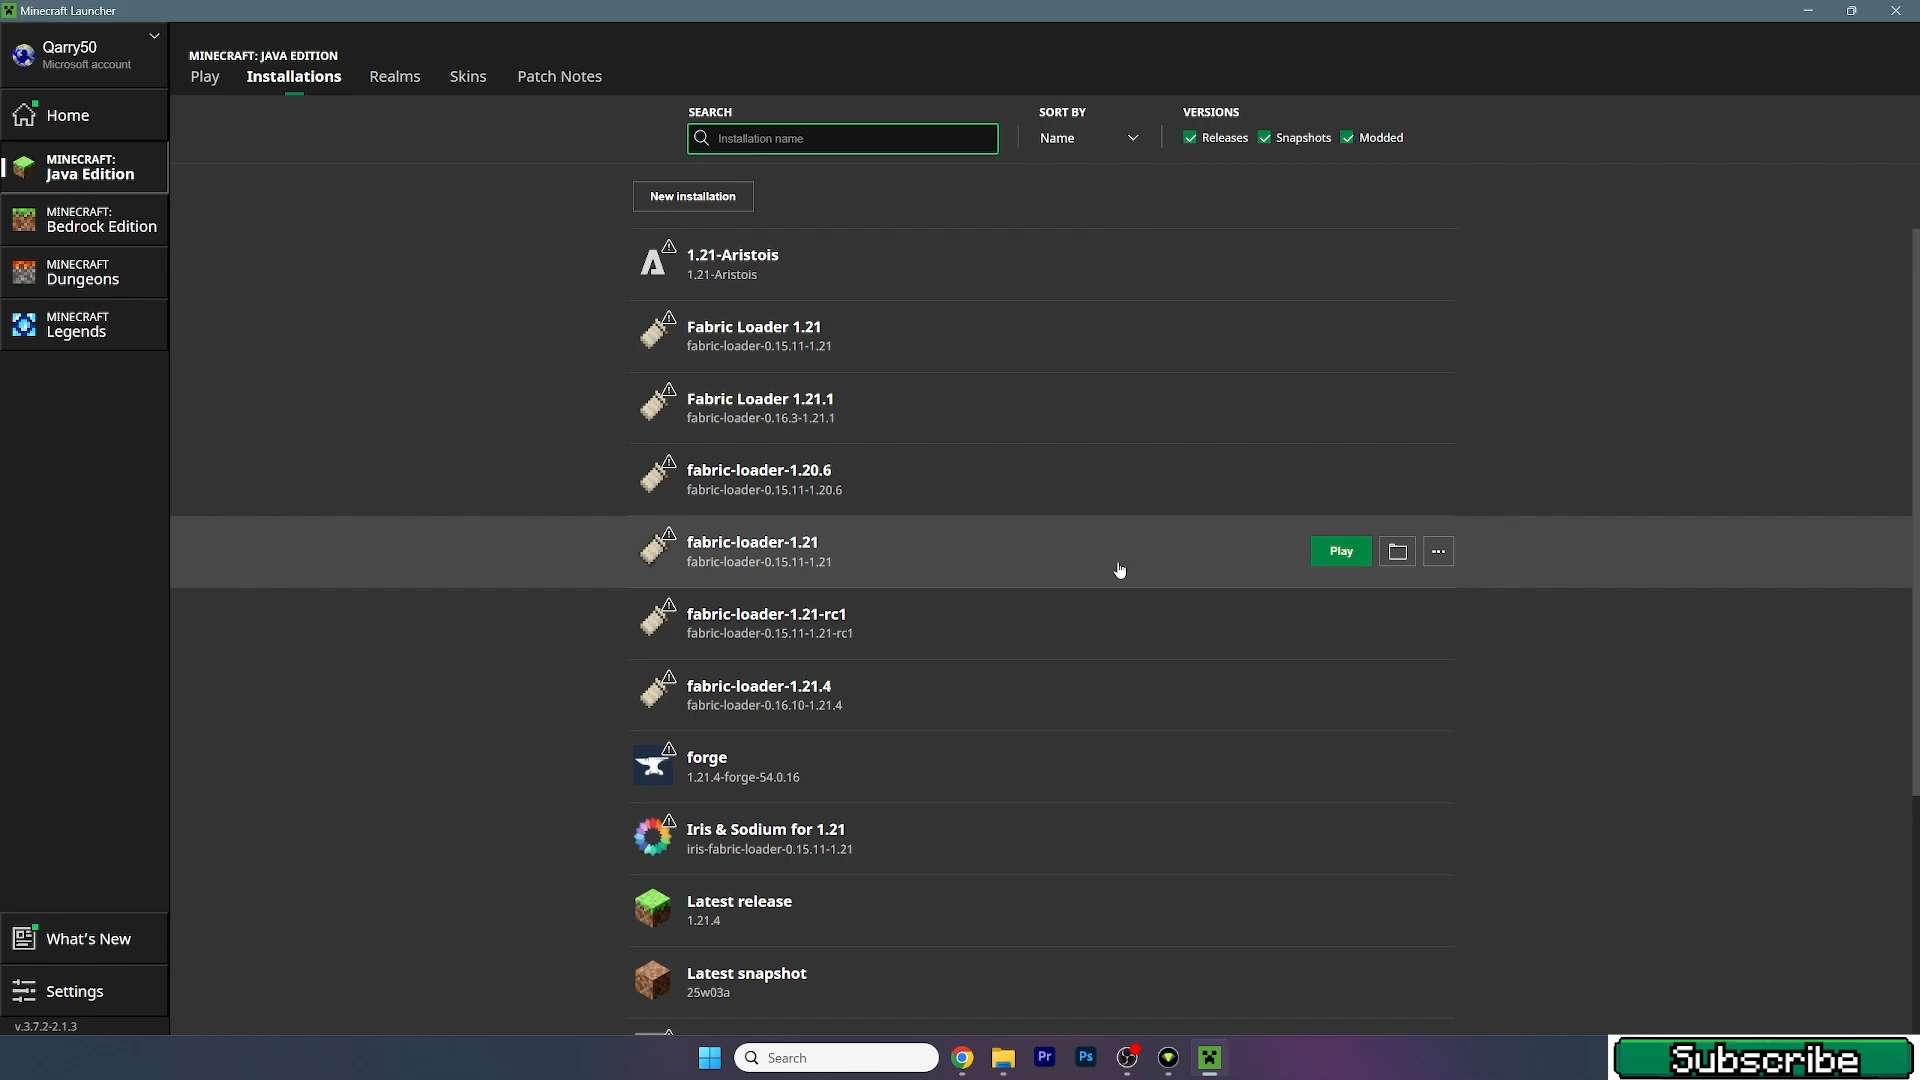 Minecraft Launcher
Qarry50
Microsoft account
Home
MINECRAFT:
Java Edition
MINECRAFT:
Bedrock Edition
MINECRAFT
Dungeons
MINECRAFT
Legends
What's New
Settings
v.3.7.2-2.1.3
MINECRAFT: JAVA EDITION
Play Installations Realms Skins Patch Notes
SEARCH SORT BY VERSIONS
Installation name Name Releases Snapshots Modded
New installation
1.21-Aristois
1.21-Aristois
Fabric Loader 1.21
fabric-loader-0.15.11-1.21
Fabric Loader 1.21.1
fabric-loader-0.16.3-1.21.1
fabric-loader-1.20.6
fabric-loader-0.15.11-1.20.6
fabric-loader-1.21
fabric-loader-0.15.11-1.21
Play ...
fabric-loader-1.21-rc1
fabric-loader-0.15.11-1.21-rc1
fabric-loader-1.21.4
fabric-loader-0.16.10-1.21.4
forge
1.21.4-forge-54.0.16
Iris & Sodium for 1.21
iris-fabric-loader-0.15.11-1.21
Latest release
1.21.4
Latest snapshot
25w03a
Search Pr Ps
Subscribe